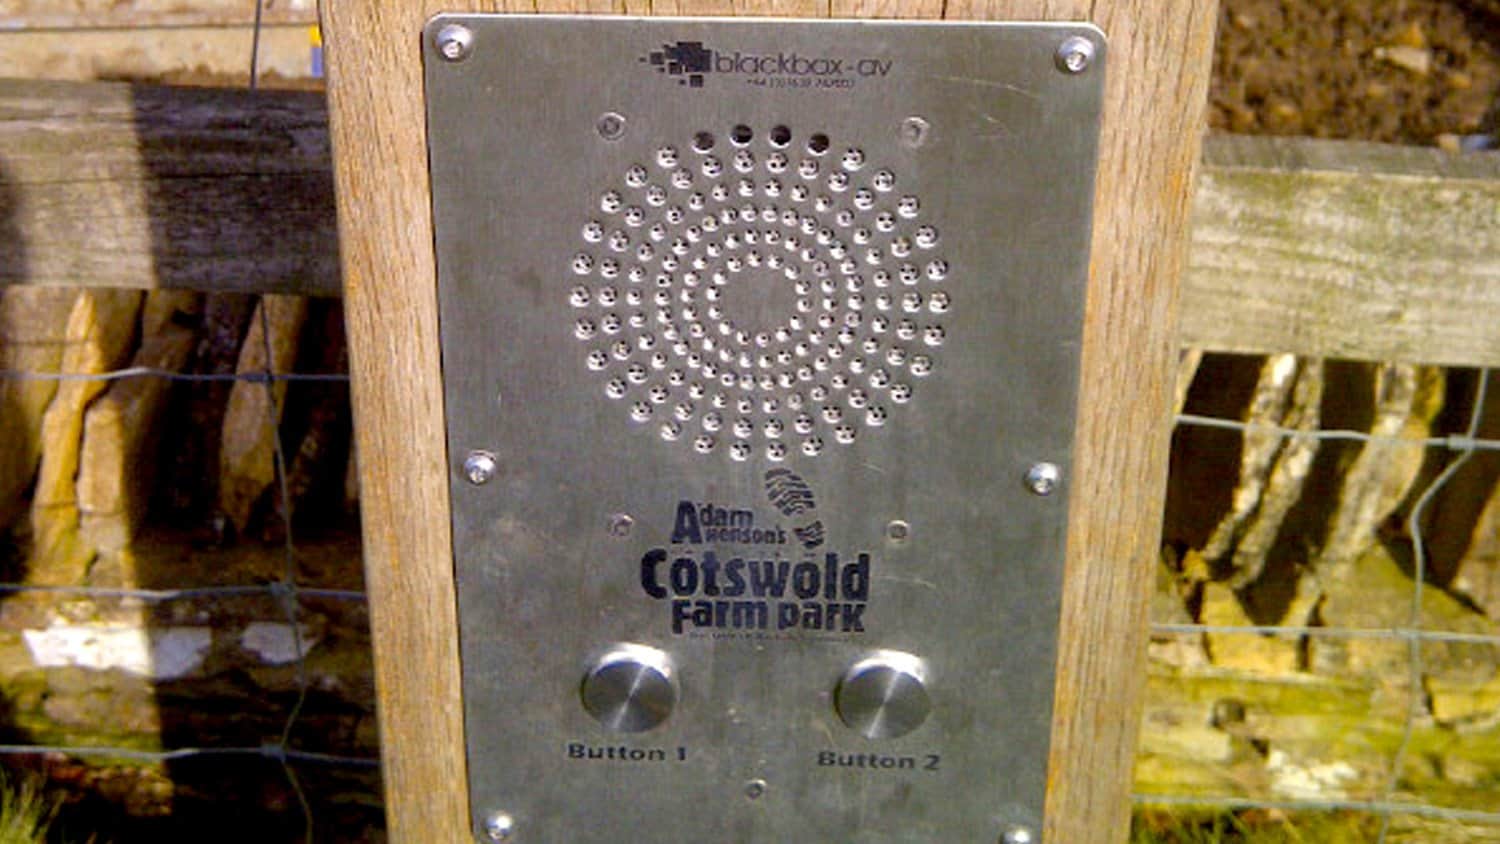 blackbox-av
Adam
Henson's
Cotswold
Farm Park
Button 1
Button 2